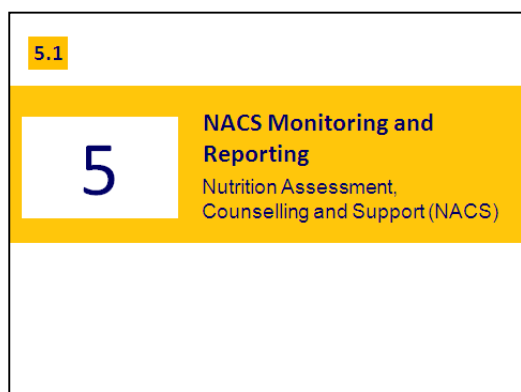 5.1
5
NACS Monitoring and
Reporting
Nutrition Assessment,
Counselling and Support (NACS)